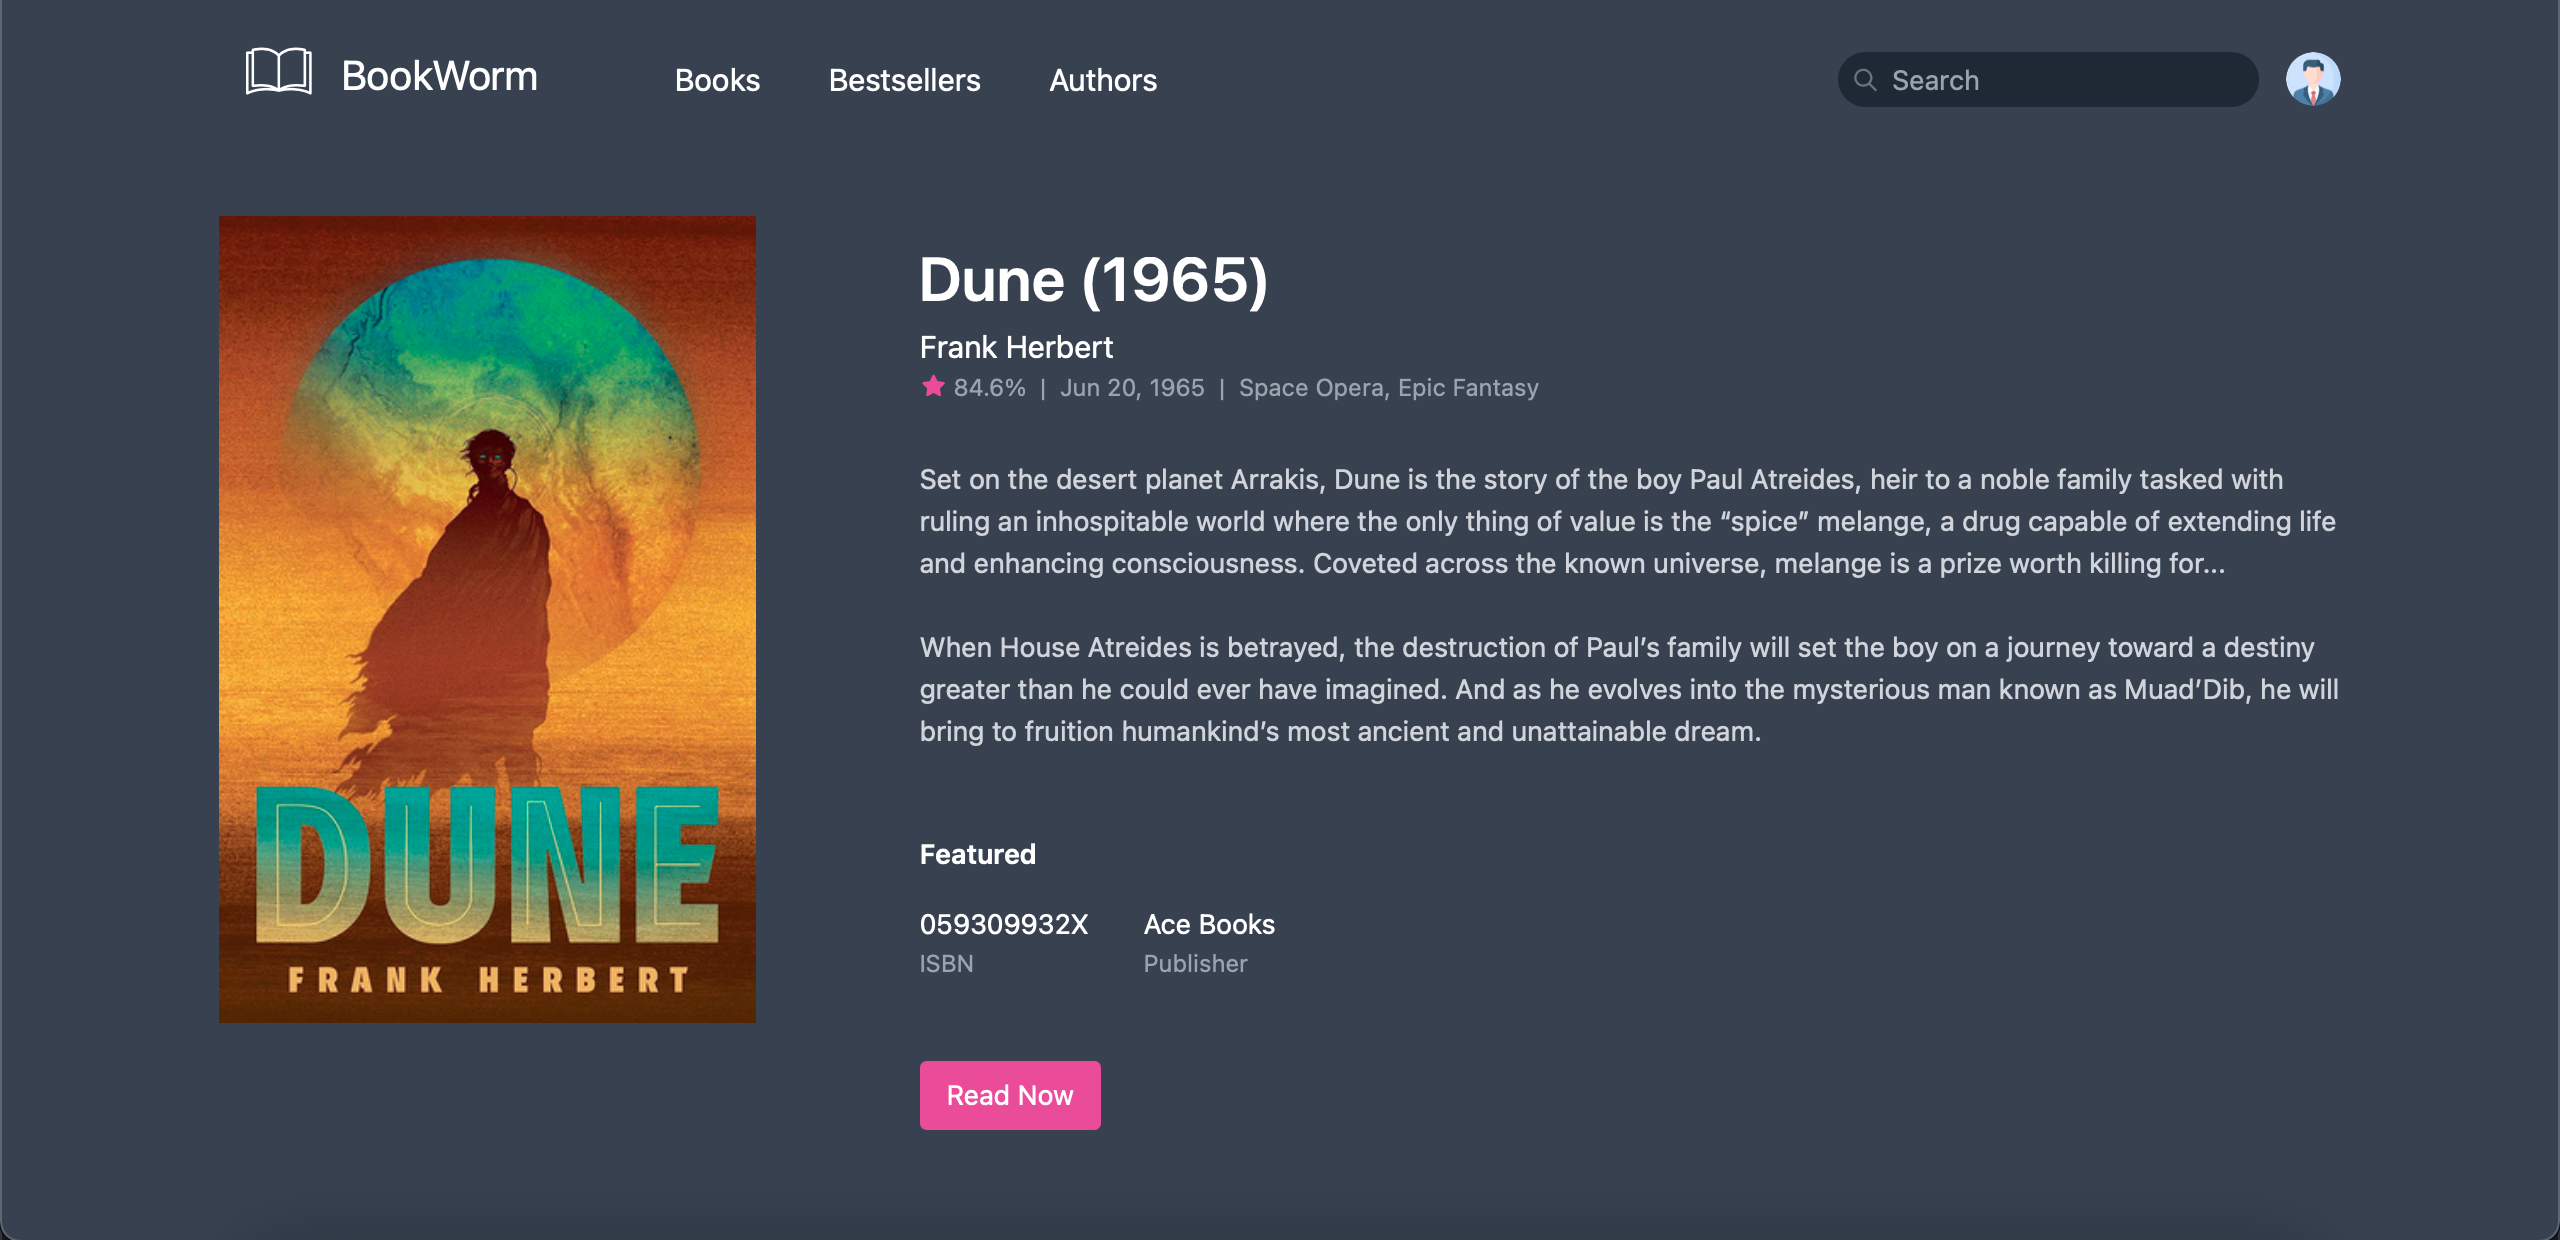 BookWorm
Books
Bestsellers
Authors
Search
DUNE
FRANK HERBERT
Dune (1965)
Frank Herbert
84.6% | Jun 20, 1965 | Space Opera, Epic Fantasy
Set on the desert planet Arrakis, Dune is the story of the boy Paul Atreides, heir to a noble family tasked with
ruling an inhospitable world where the only thing of value is the “spice” melange, a drug capable of extending life
and enhancing consciousness. Coveted across the known universe, melange is a prize worth killing for...
When House Atreides is betrayed, the destruction of Paul’s family will set the boy on a journey toward a destiny
greater than he could ever have imagined. And as he evolves into the mysterious man known as Muad’Dib, he will
bring to fruition humankind’s most ancient and unattainable dream.
Featured
059309932X
ISBN
Ace Books
Publisher
Read Now